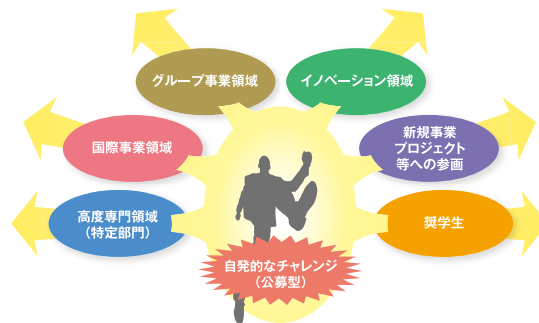 グループ事業領域
イノベーション領域
国際事業領域
新規事業
プロジェクト
等への参画
高度専門領域
（特定部門）
奨学生
自発的なチャレンジ
（公募型）